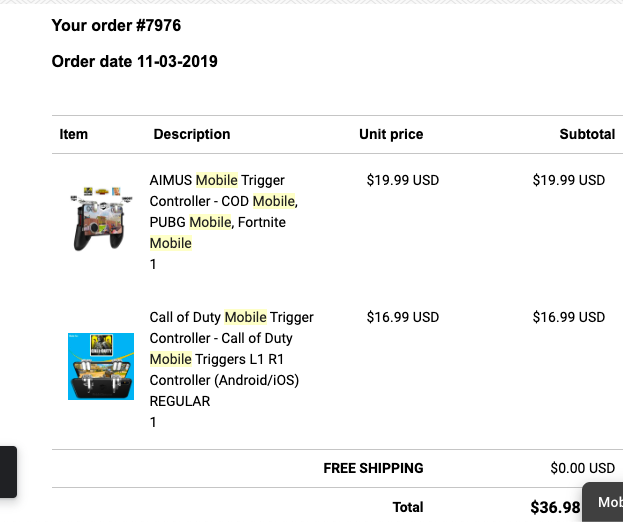 Your order #7976
Order date 11-03-2019
Item Description Unit price Subtotal
AIMUS Mobile Trigger $19.99 USD $19.99 USD
Controller - COD Mobile,
PUBG Mobile, Fortnite
Mobile
1
Call of Duty Mobile Trigger $16.99 USD $16.99 USD
Controller - Call of Duty
Mobile Triggers L1 R1
Controller (Android/iOS)
REGULAR
1
FREE SHIPPING $0.00 USD
Total $36.98
Mob